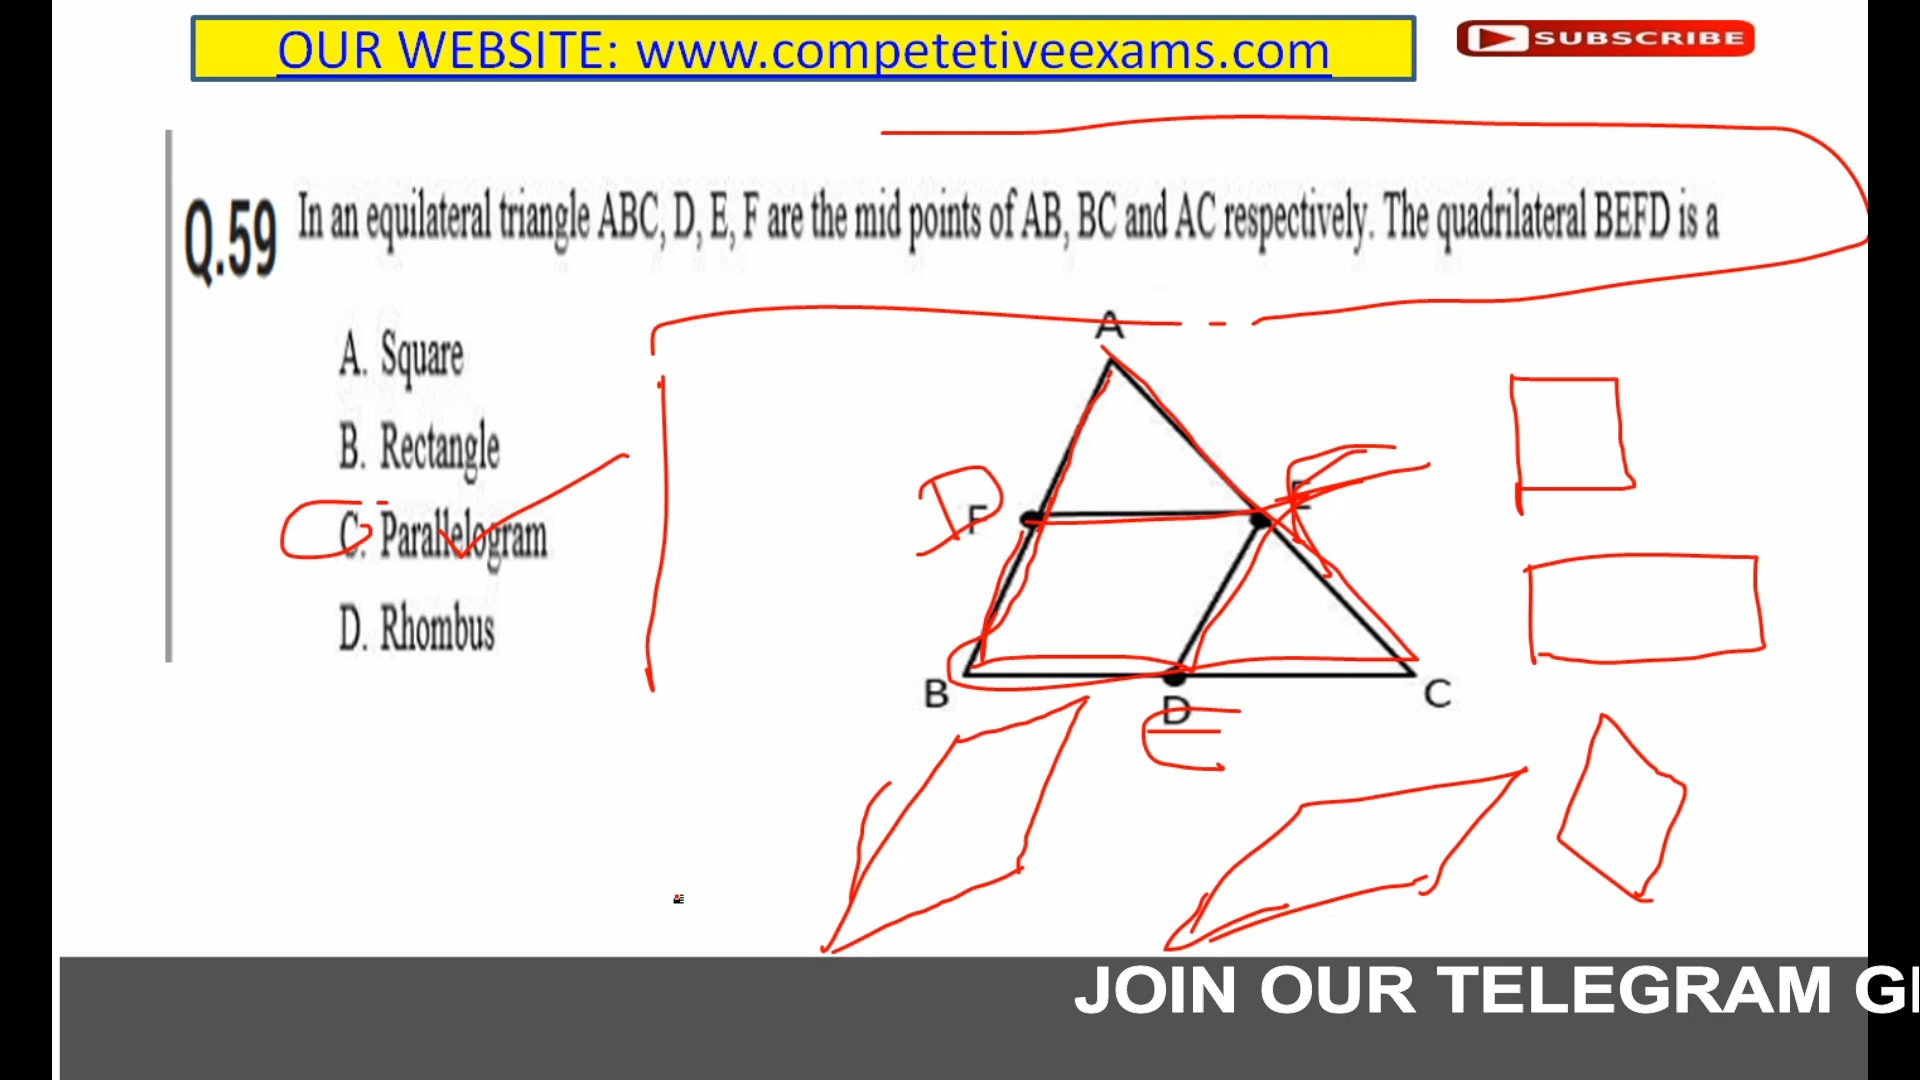 OUR WEBSITE: www.competetiveexams.com
SUBSCRIBE
Q.59 In an equilateral triangle ABC, D, E, F are the mid points of AB, BC and AC respectively. The quadrilateral BEFD is a
A. Square
B. Rectangle
C. Parallelogram
D. Rhombus
A
D F E F
B D C
E
JOIN OUR TELEGRAM G